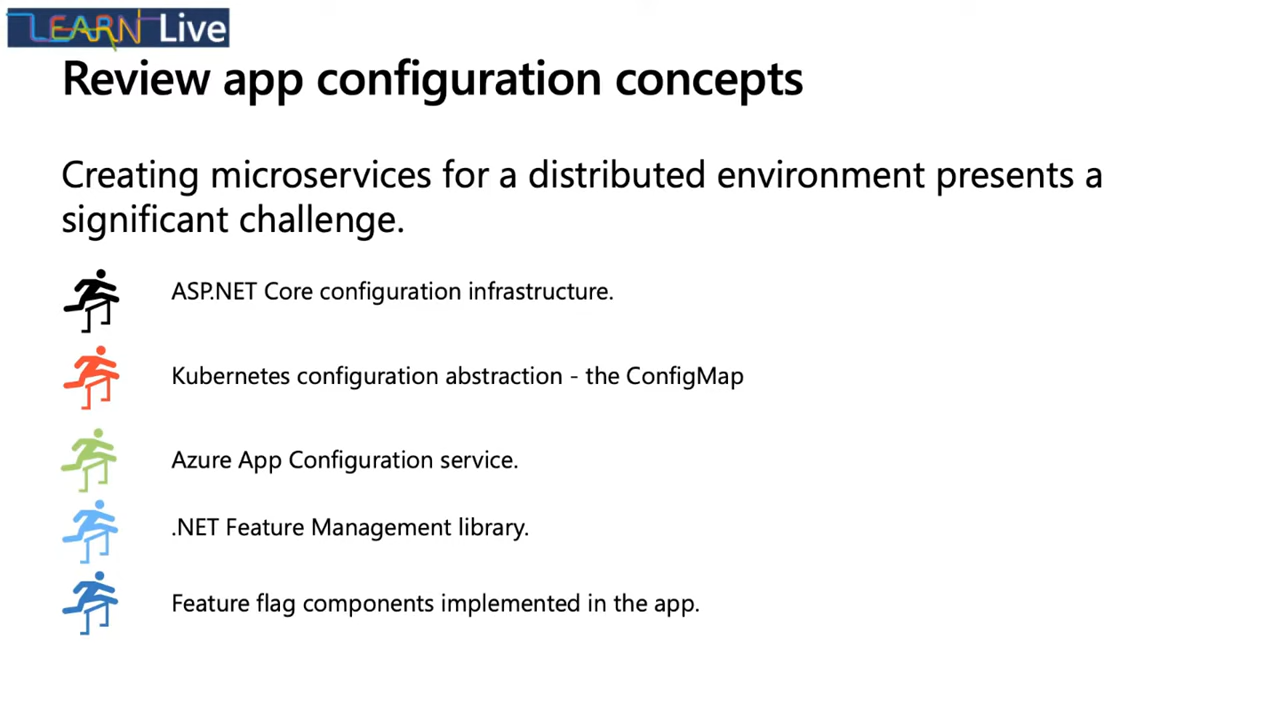 LEARN Live
Review app configuration concepts
Creating microservices for a distributed environment presents a
significant challenge.
ASP.NET Core configuration infrastructure.
Kubernetes configuration abstraction - the ConfigMap
Azure App Configuration service.
.NET Feature Management library.
Feature flag components implemented in the app.